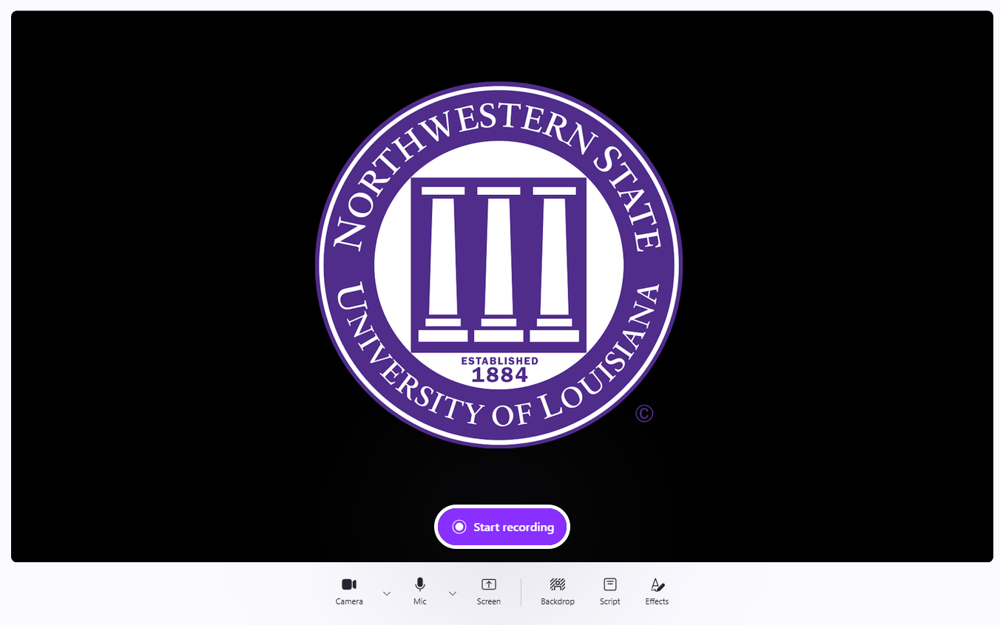 NORTHWESTERN STATE
UNIVERSITY OF LOUISIANA
ESTABLISHED
1884
©
Start recording
Camera
Mic
Screen
Backdrop
Script
Effects